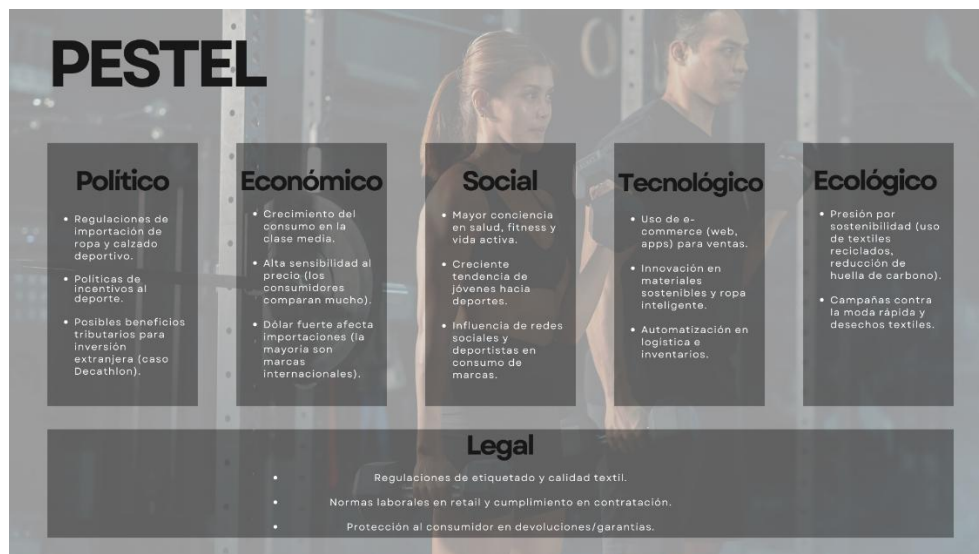 PESTEL
Político
• Regulaciones de
importación de
ropa y calzado
deportivo.
• Políticas de
incentivos al
deporte.
• Posibles beneficios
tributarios para
inversión
extranjera (caso
Decathlon).
Económico
• Crecimiento del
consumo en la
clase media.
• Alta sensibilidad al
precio (los
consumidores
comparan mucho).
• Dólar fuerte afecta
importaciones (la
mayoría son
marcas
internacionales).
Social
• Mayor conciencia
en salud, fitness y
vida activa.
• Creciente
tendencia de
jóvenes hacia
deportes.
• Influencia de redes
sociales y
deportistas en
consumo de
marcas.
Tecnológico
• Uso de e-
commerce (web,
apps) para ventas.
• Innovación en
materiales
sostenibles y ropa
inteligente.
• Automatización en
logística e
inventarios.
Ecológico
• Presión por
sostenibilidad (uso
de textiles
reciclados,
reducción de
huella de carbono).
• Campañas contra
la moda rápida y
desechos textiles.
Legal
• Regulaciones de etiquetado y calidad textil.
• Normas laborales en retail y cumplimiento en contratación.
• Protección al consumidor en devoluciones/garantías.